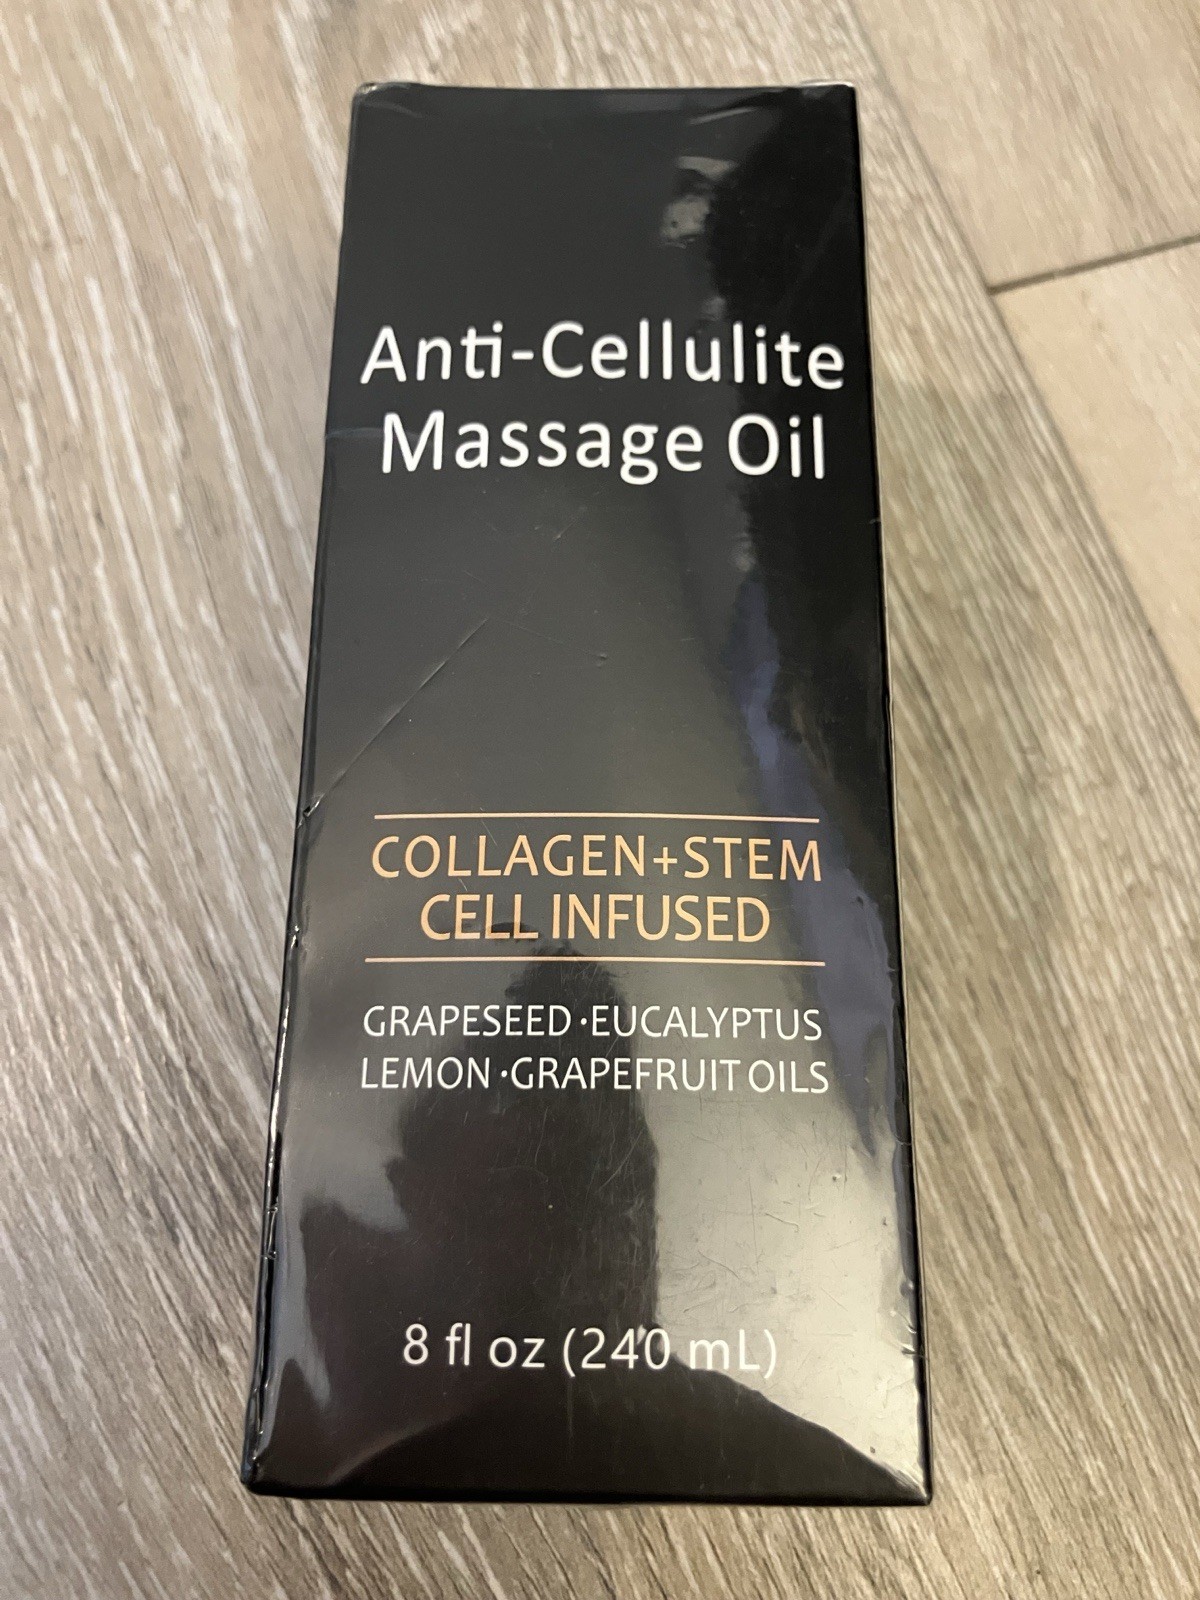 Anti-Cellulite
Massage Oil
COLLAGEN+STEM
CELL INFUSED
GRAPESEED·EUCALYPTUS
LEMON·GRAPEFRUIT OILS
8 fl oz (240 mL)